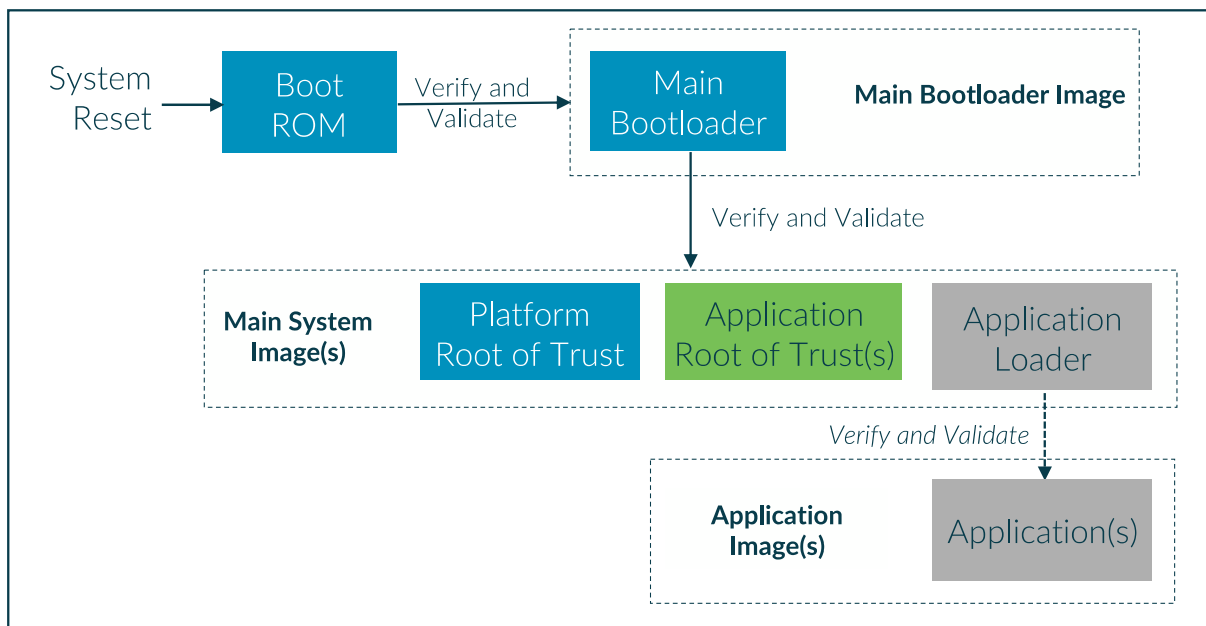 System
Reset
Boot
ROM
Verify and
Validate
Main
Bootloader
Main Bootloader Image
Verify and Validate
Main System
Image(s)
Platform
Root of Trust
Application
Root of Trust(s)
Application
Loader
Verify and Validate
Application
Image(s)
Application(s)